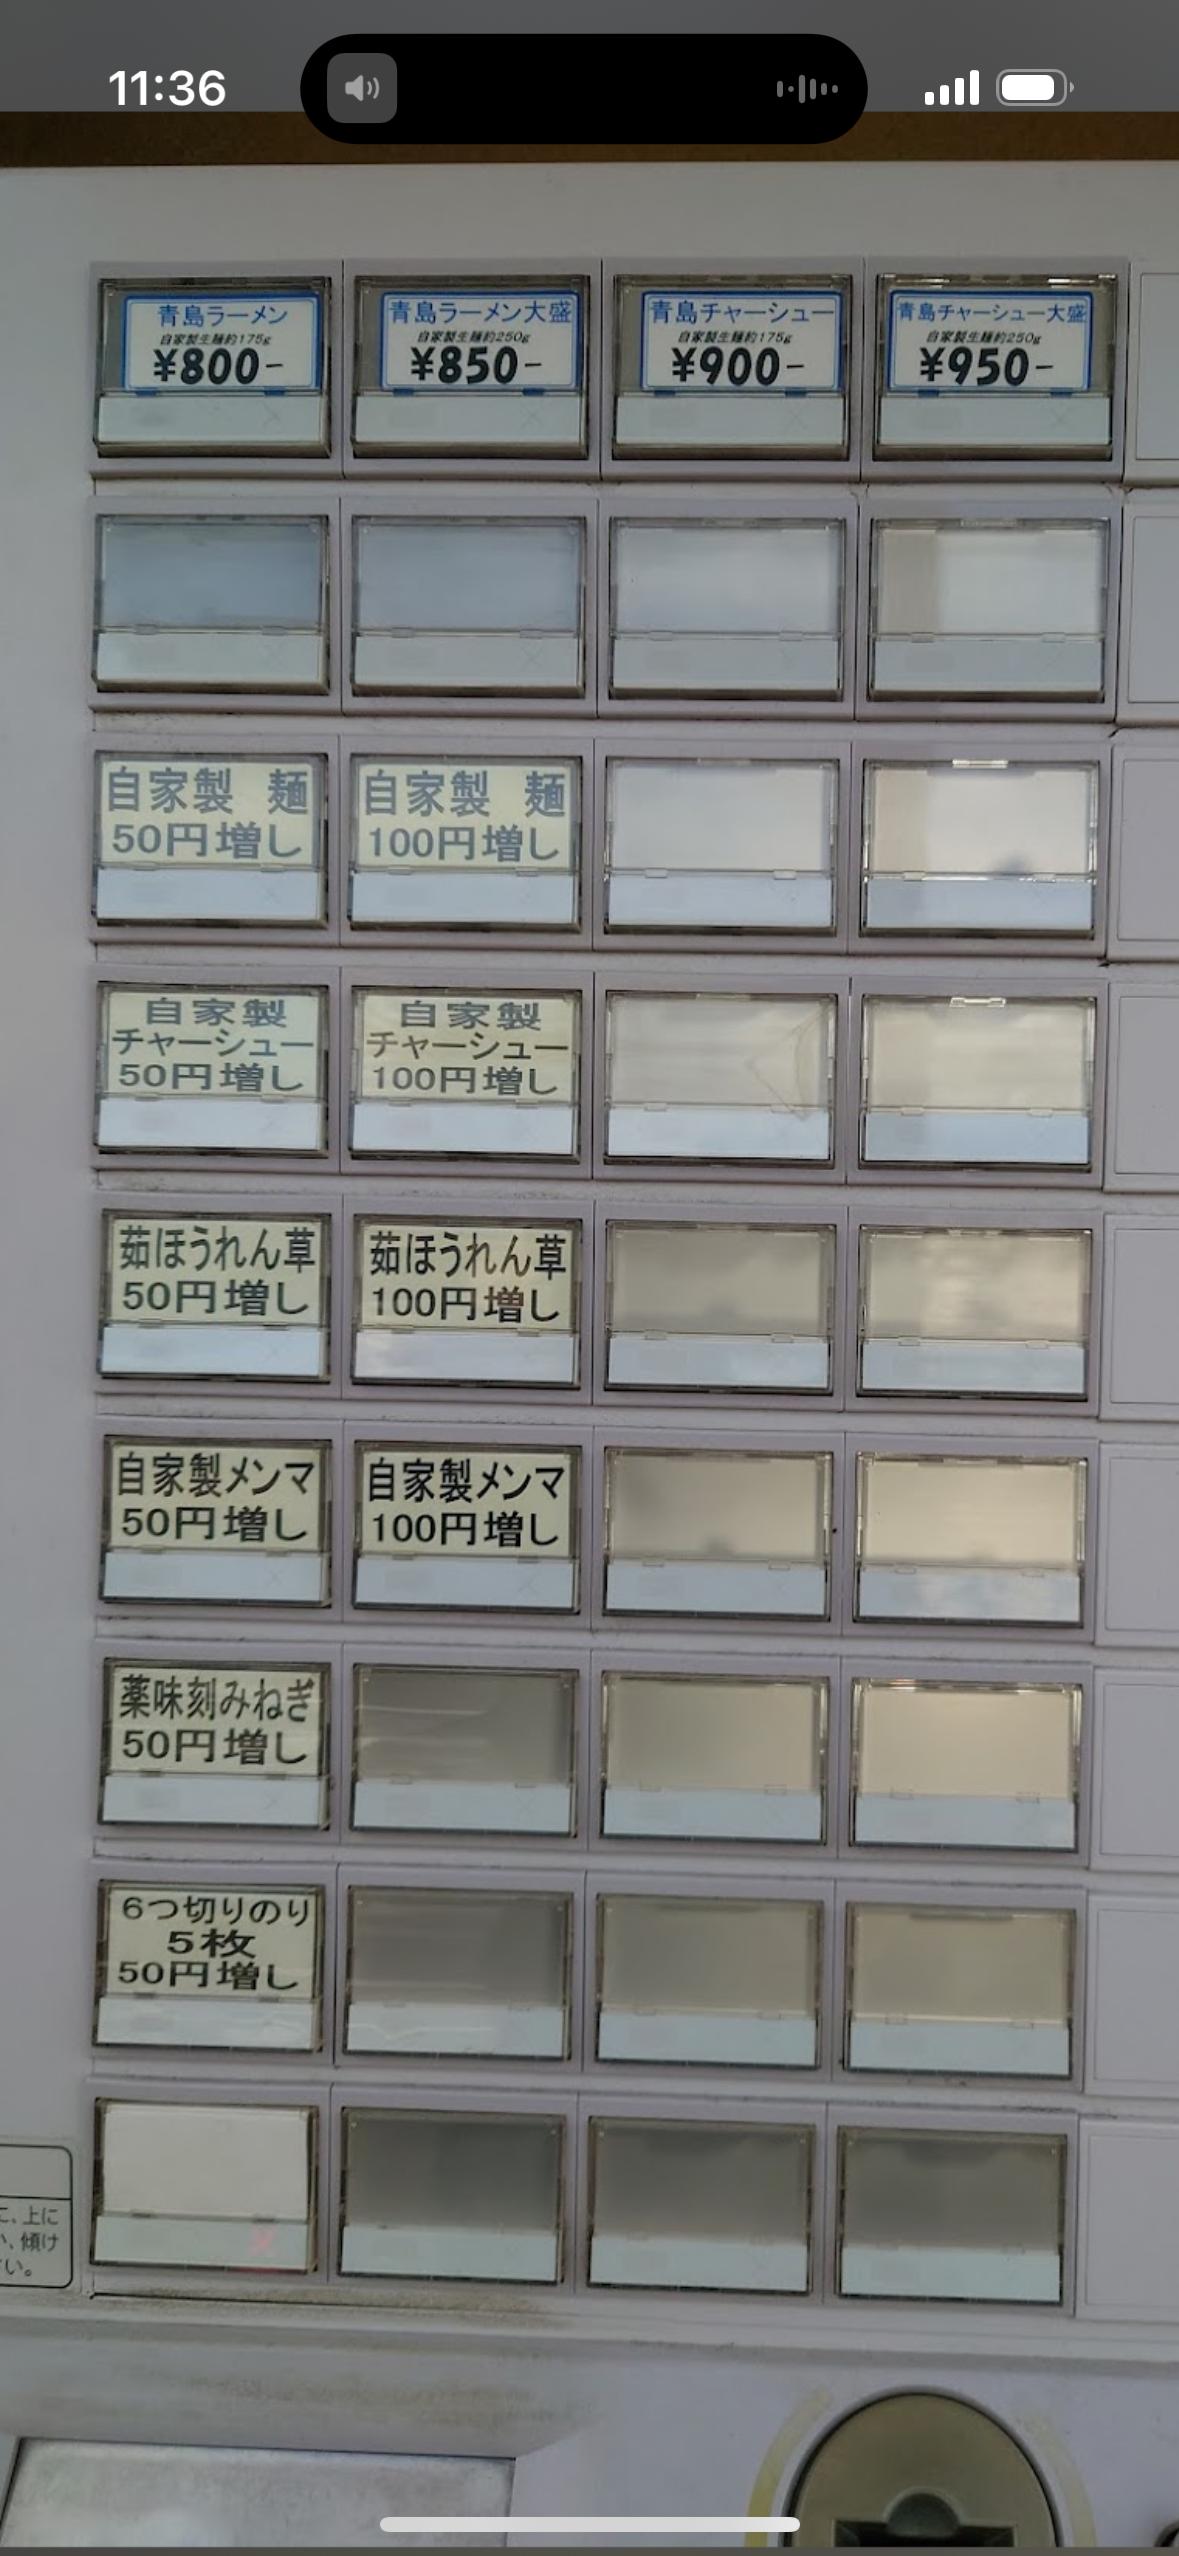 11:36
青島ラーメン
自家製生麺約175g
¥800-
青島ラーメン大盛
自家製生麺約250g
¥850-
青島チャーシュー
自家製生麺約175g
¥900-
青島チャーシュー大盛
自家製生麺約250g
¥950-
自家製 麺
50円増し
自家製 麺
100円増し
自家製
チャーシュー
50円増し
自家製
チャーシュー
100円増し
茹ほうれん草
50円増し
茹ほうれん草
100円増し
自家製メンマ
50円増し
自家製メンマ
100円増し
薬味刻みねぎ
50円増し
6つ切りのり
5枚
50円増し
に、上に
い、傾け
い。